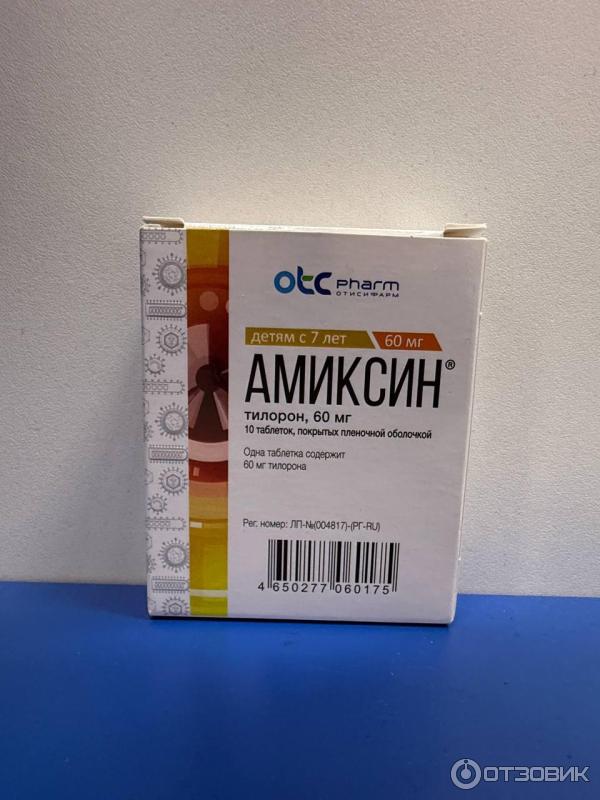 otc pharm
ОТИСИФАРМ
детям с 7 лет 60 мг
АМИКСИН®
тилорон, 60 мг
10 таблеток, покрытых пленочной оболочкой
Одна таблетка содержит
60 мг тилорона
Рег. номер: ЛП-№(004817)-(РГ-RU)
4 650277 060175
ОТЗОВИК